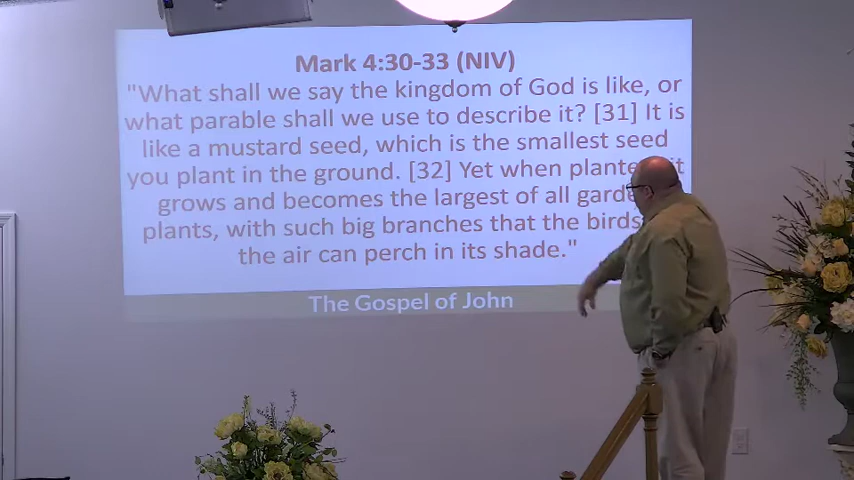 Mark 4:30-33 (NIV)
"What shall we say the kingdom of God is like, or
what parable shall we use to describe it? [31] It is
like a mustard seed, which is the smallest seed
you plant in the ground. [32] Yet when planted it
grows and becomes the largest of all garde
plants, with such big branches that the birds
the air can perch in its shade."
The Gospel of John